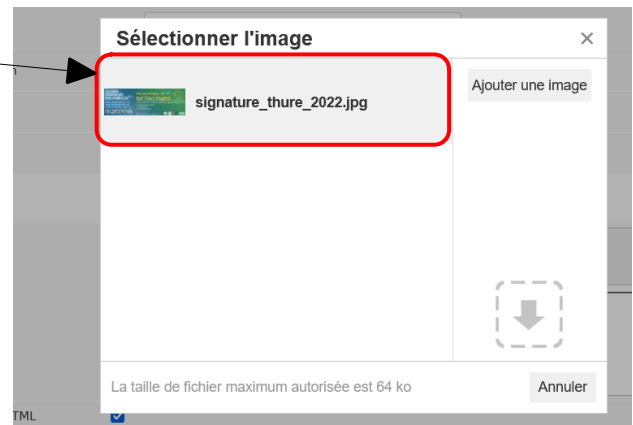 Sélectionner l'image
signature_thure_2022.jpg
Ajouter une image
La taille de fichier maximum autorisée est 64 ko
Annuler
TML